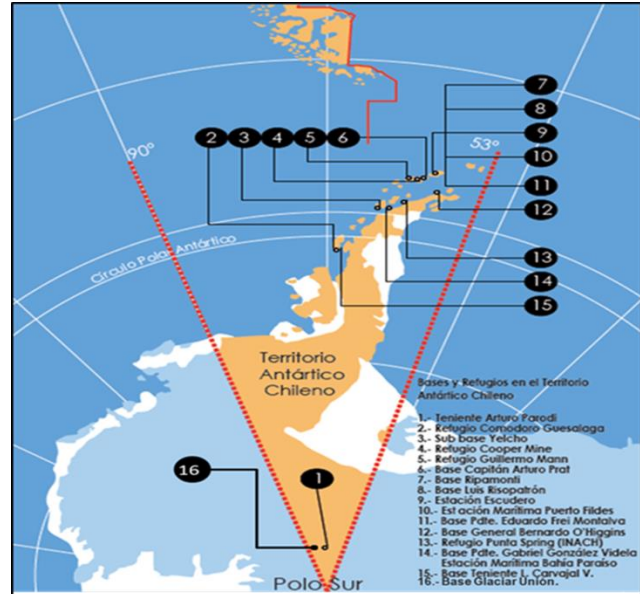 7
8
2 3 4 5 6
9
90°
53°
10
11
12
Círculo Polar Antártico
13
14
15
Territorio
Antártico
Chileno
Bases y Refugios en el Territorio
Antártico Chileno
1.- Teniente Arturo Parodi
2.- Refugio Comodoro Guesalaga
3.- Sub base Yelcho
4.- Refugio Cooper Mine
5.- Refugio Guillermo Mann
6.- Base Capitán Arturo Prat
7.- Base Ripamonti
8.- Base Luis Risopatrón
9.- Estación Escudero
10.- Estación Marítima Puerto Fildes
11.- Base Pdte. Eduardo Frei Montalva
12.- Base General Bernardo O'Higgins
13.- Refugio Punta Spring (INACH)
14.- Base Pdte. Gabriel González Videla
Estación Marítima Bahía Paraíso
15.- Base Teniente L. Carvajal V.
16.- Base Glaciar Unión.
16
1
Polo Sur